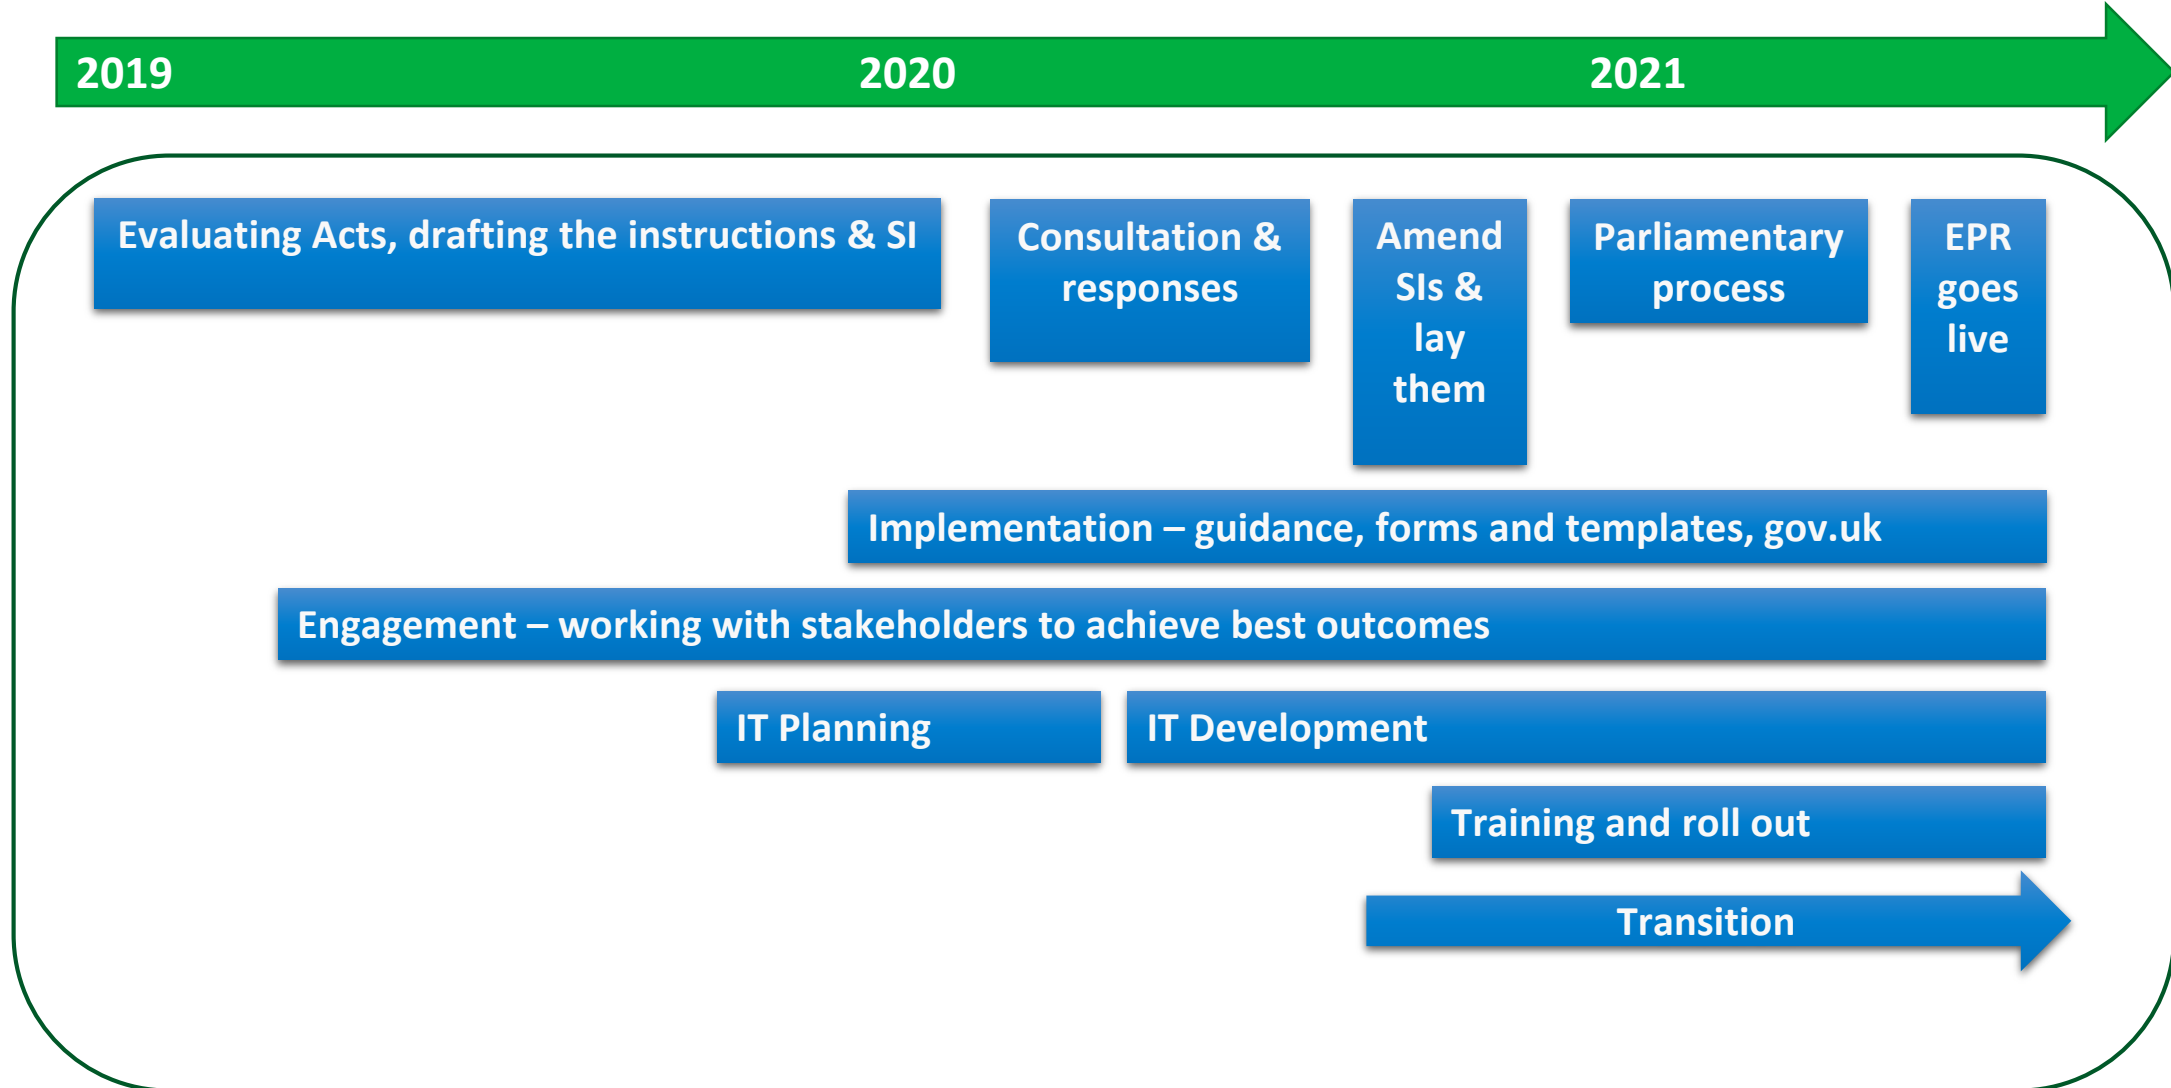 2019 2020 2021
Evaluating Acts, drafting the instructions & SI
Consultation &
responses
Amend
SIs &
lay
them
Parliamentary
process
EPR
goes
live
Implementation – guidance, forms and templates, gov.uk
Engagement – working with stakeholders to achieve best outcomes
IT Planning
IT Development
Training and roll out
Transition